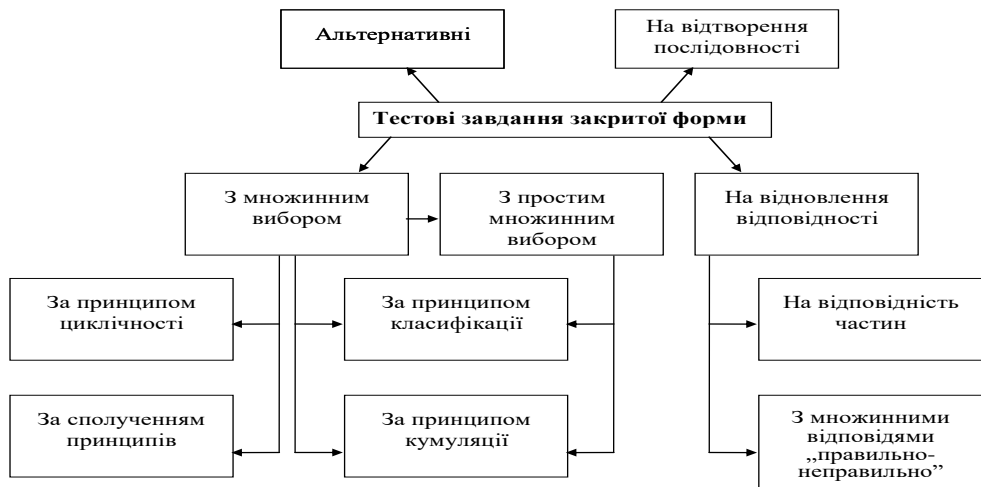 Альтернативні
На відтворення
послідовності
Тестові завдання закритої форми
З множинним
вибором
З простим
множинним
вибором
На відновлення
відповідності
За принципом
циклічності
За принципом
класифікації
На відповідність
частин
За сполученням
принципів
За принципом
кумуляції
З множинними
відповідями
„правильно-
неправильно”